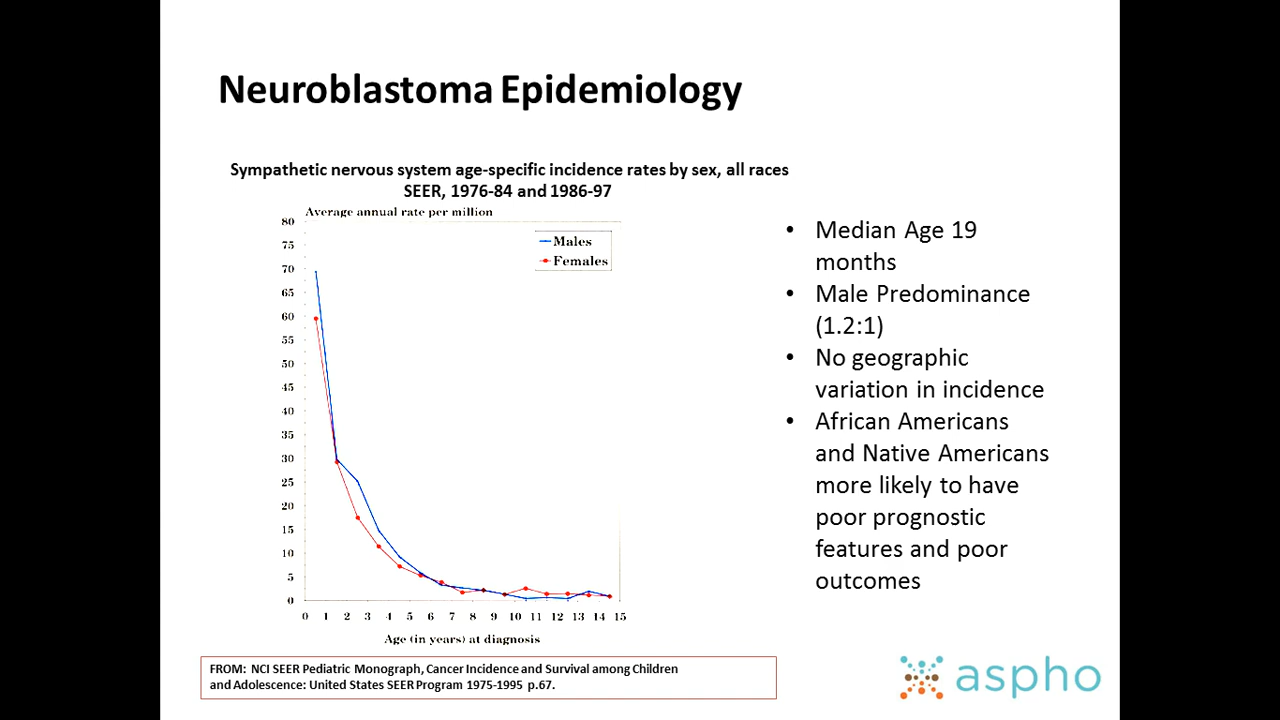 Neuroblastoma Epidemiology
Sympathetic nervous system age-specific incidence rates by sex, all races
SEER, 1976-84 and 1986-97
Average annual rate per million
80
75
70
65
60
55
50
45
40
35
30
25
20
15
10
5
0
Males
Females
0 1 2 3 4 5 6 7 8 9 10 11 12 13 14 15
Age (in years) at diagnosis
• Median Age 19
months
• Male Predominance
(1.2:1)
• No geographic
variation in incidence
• African Americans
and Native Americans
more likely to have
poor prognostic
features and poor
outcomes
FROM: NCI SEER Pediatric Monograph, Cancer Incidence and Survival among Children
and Adolescence: United States SEER Program 1975-1995 p.67.
aspho